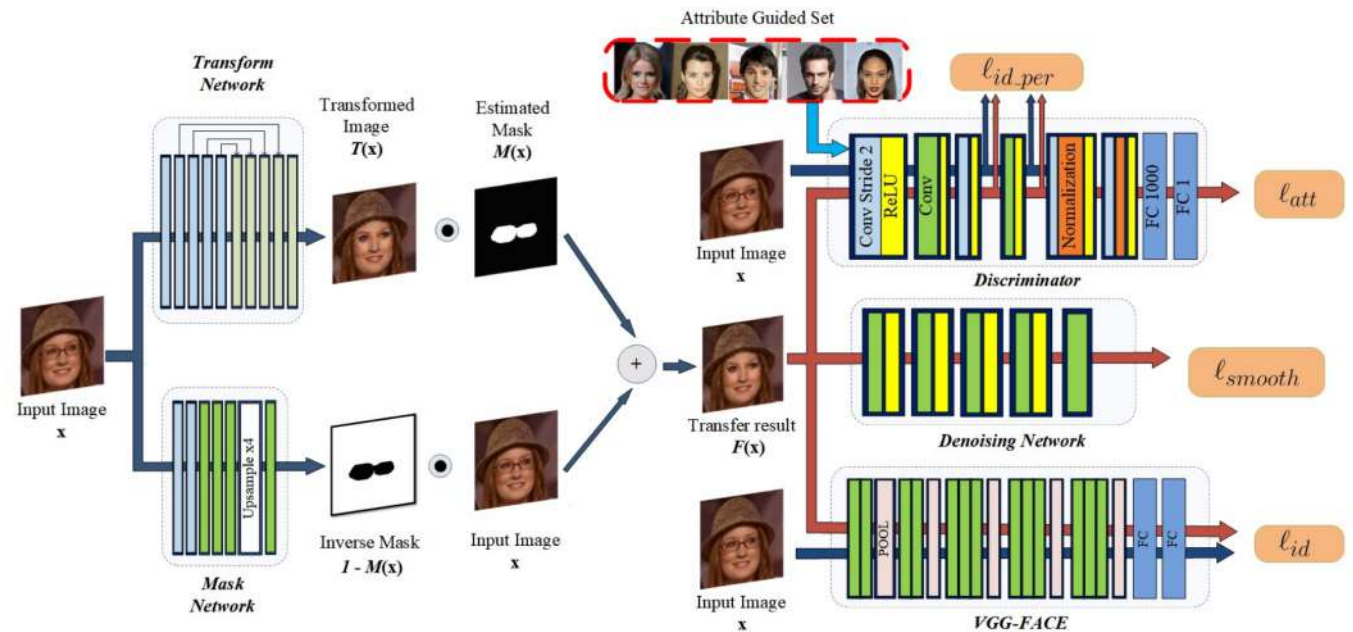 Attribute Guided Set
Transform
Network
Transformed
Image
T(x)
Estimated
Mask
M(x)
Input Image
x
Mask
Network
Upsample x4
Inverse Mask
1 - M(x)
Input Image
x
+
Transfer result
F(x)
Input Image
x
Conv Stride 2
ReLU
Conv
Normalization
FC 1000
FC 1
Discriminator
ℓid_per
ℓatt
Denoising Network
ℓsmooth
Input Image
x
POOL
FC
FC
VGG-FACE
ℓid